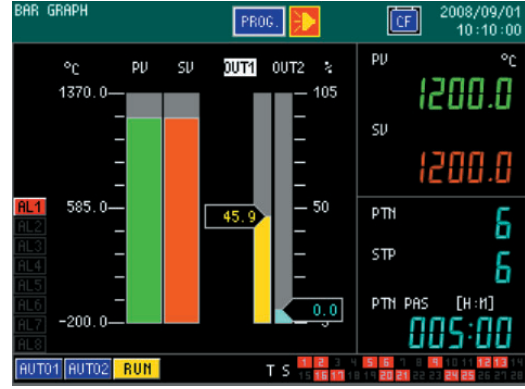 BAR GRAPH
PROG.
CF
2008/09/01
10:10:00
°C PV SV OUT1 OUT2 %
1370.0
105
585.0
50
45.9
-200.0
0.0
AL1
AL2
AL3
AL4
AL5
AL6
AL7
AL8
PV °C
1200.0
SV
1200.0
PTN 6
STP 6
PTN PAS [H:M]
005:00
AUTO1 AUTO2 RUN
T S
1 2 3 4 5 6 7 8 9 10 11 12 13 14
15 16 17 18 19 20 21 22 23 24 25 26 27 28